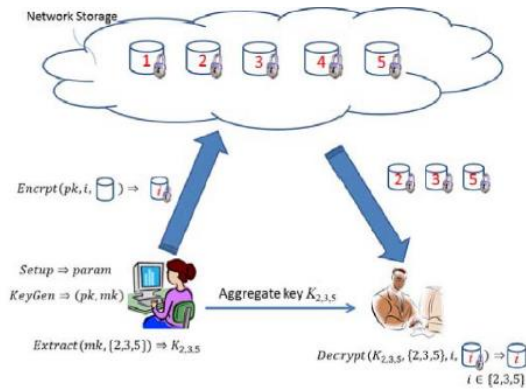 Network Storage
1 2 3 4 5
Encrpt(pk, i, ) ⇒ i
2 3 5
Setup ⇒ param
KeyGen ⇒ (pk, mk)
Aggregate key K₂,₃,₅
Extract(mk, {2,3,5}) ⇒ K₂,₃,₅
Decrypt(K₂,₃,₅, {2,3,5}, i, i ) ⇒ i
i ∈ {2,3,5}